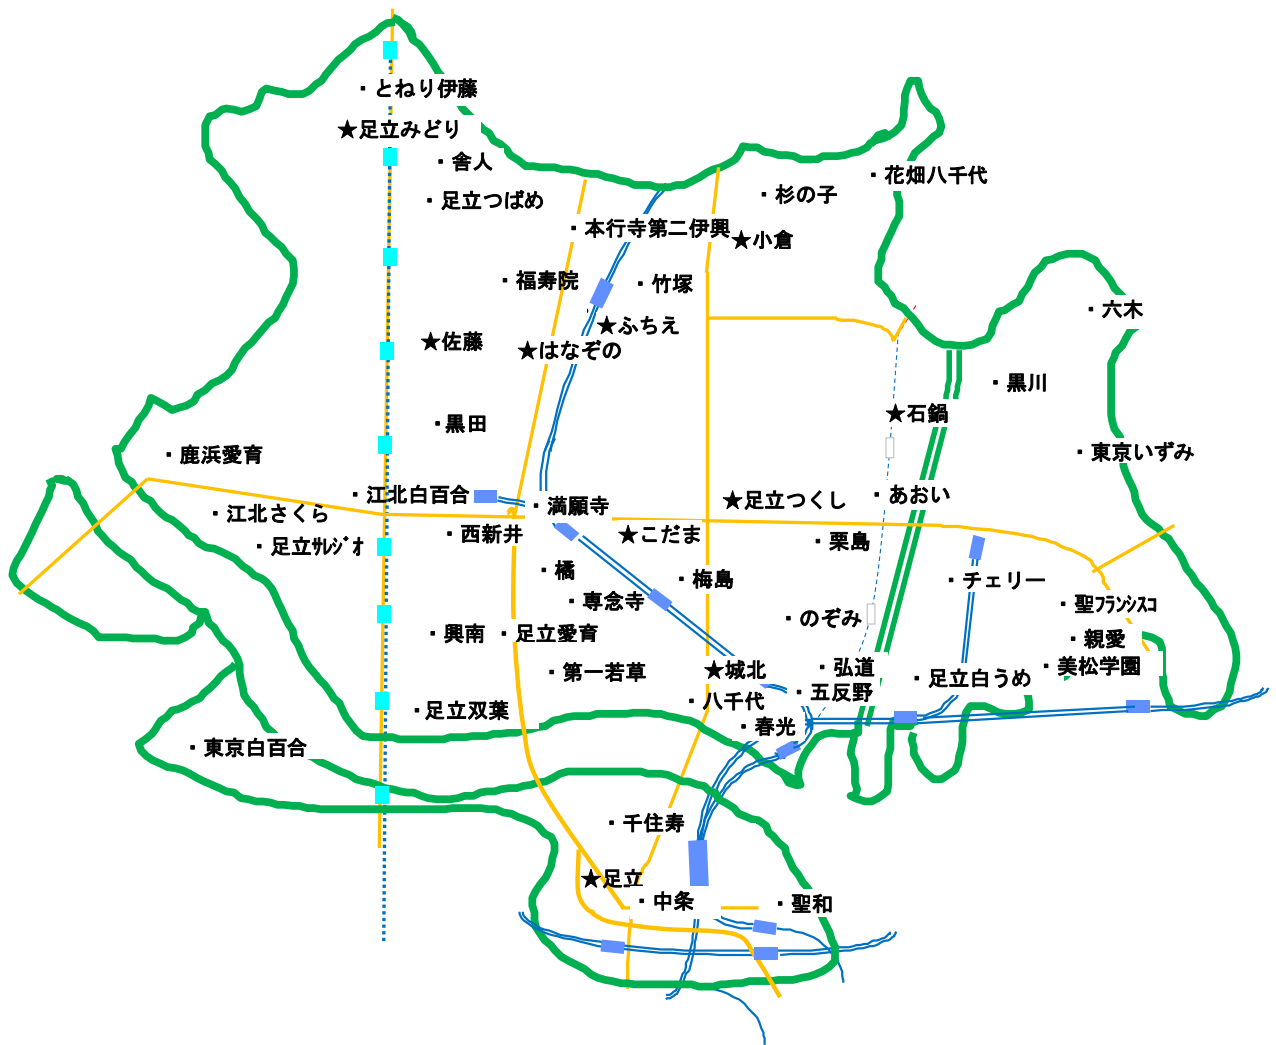 ・とねり伊藤
★足立みどり
・舎人
・花畑八千代
・足立つばめ
・杉の子
・本行寺第二伊興
★小倉
・福寿院
・竹塚
・六木
★ふちえ
★佐藤
★はなぞの
・黒川
★石鍋
・黒田
・鹿浜愛育
・東京いずみ
・江北白百合
・あおい
★足立つくし
・満願寺
・江北さくら
・西新井
★こだま
・栗島
・足立ｻﾚｼﾞｵ
・橘
・梅島
・チェリー
・専念寺
・聖ﾌﾗﾝｼｽｺ
・のぞみ
・興南
・足立愛育
・親愛
・第一若草
★城北
・弘道
・美松学園
・足立白うめ
・五反野
・八千代
・足立双葉
・春光
・東京白百合
・千住寿
★足立
・中条
・聖和